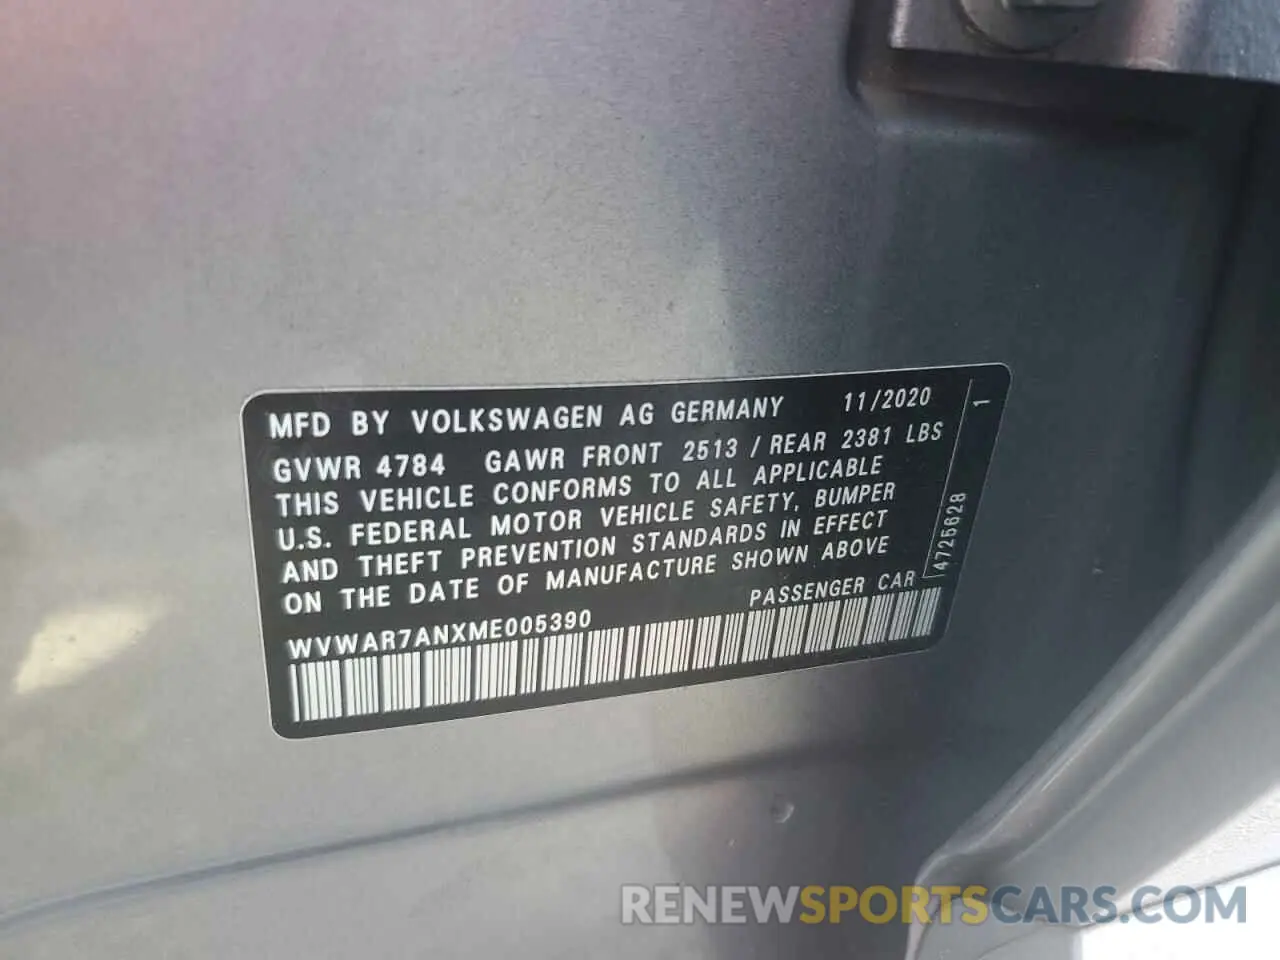 MFD BY VOLKSWAGEN AG GERMANY 11/2020
GVWR 4784 GAWR FRONT 2513 / REAR 2381 LBS
THIS VEHICLE CONFORMS TO ALL APPLICABLE
U.S. FEDERAL MOTOR VEHICLE SAFETY, BUMPER
AND THEFT PREVENTION STANDARDS IN EFFECT
ON THE DATE OF MANUFACTURE SHOWN ABOVE
WVWAR7ANXME005390 PASSENGER CAR
4725628 1
RENEWSPORTSCARS.COM